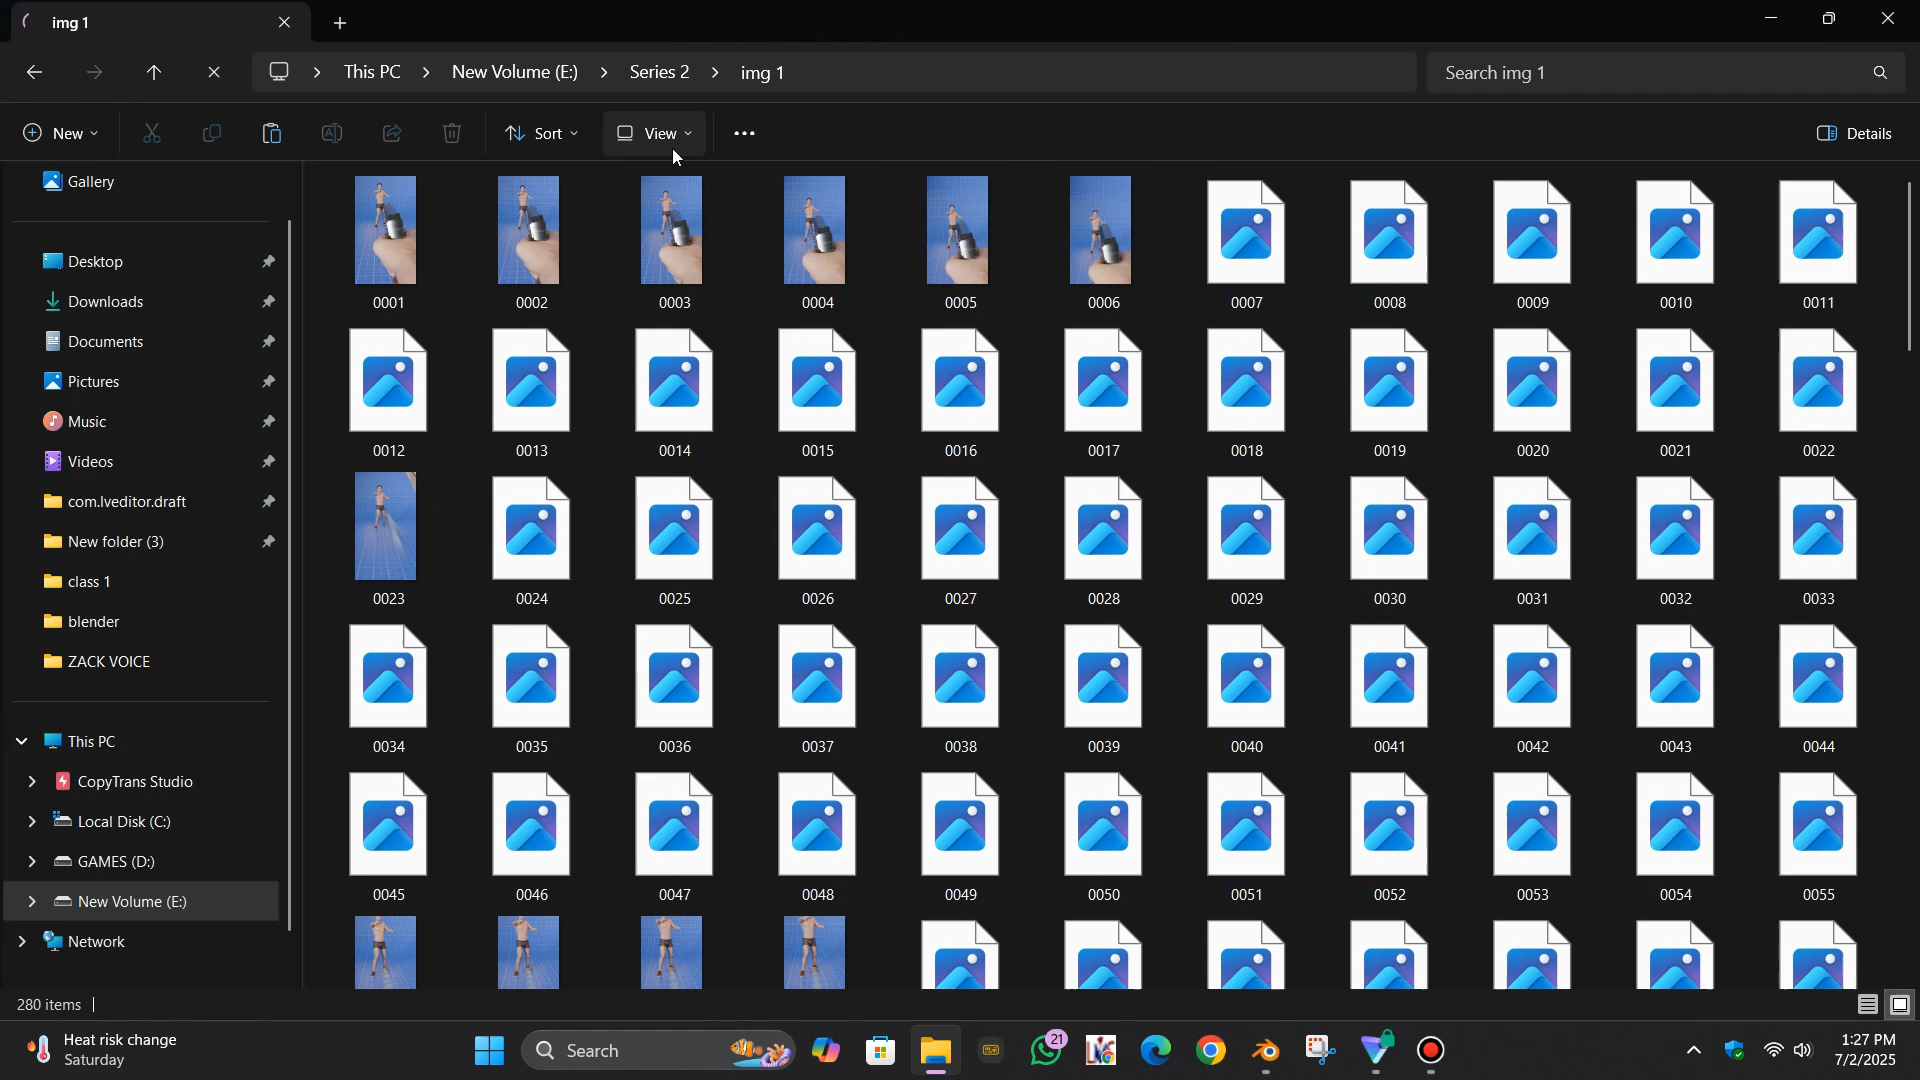 img 1
This PC
New Volume (E:)
Series 2
img 1
Search img 1
New
Sort
View
Details
Gallery
Desktop
Downloads
Documents
Pictures
Music
Videos
com.lveditor.draft
New folder (3)
class 1
blender
ZACK VOICE
This PC
CopyTrans Studio
Local Disk (C:)
GAMES (D:)
New Volume (E:)
Network
0001 0002 0003 0004 0005 0006 0007 0008 0009 0010 0011
0012 0013 0014 0015 0016 0017 0018 0019 0020 0021 0022
0023 0024 0025 0026 0027 0028 0029 0030 0031 0032 0033
0034 0035 0036 0037 0038 0039 0040 0041 0042 0043 0044
0045 0046 0047 0048 0049 0050 0051 0052 0053 0054 0055
280 items
Heat risk change
Saturday
Search
21
1:27 PM
7/2/2025